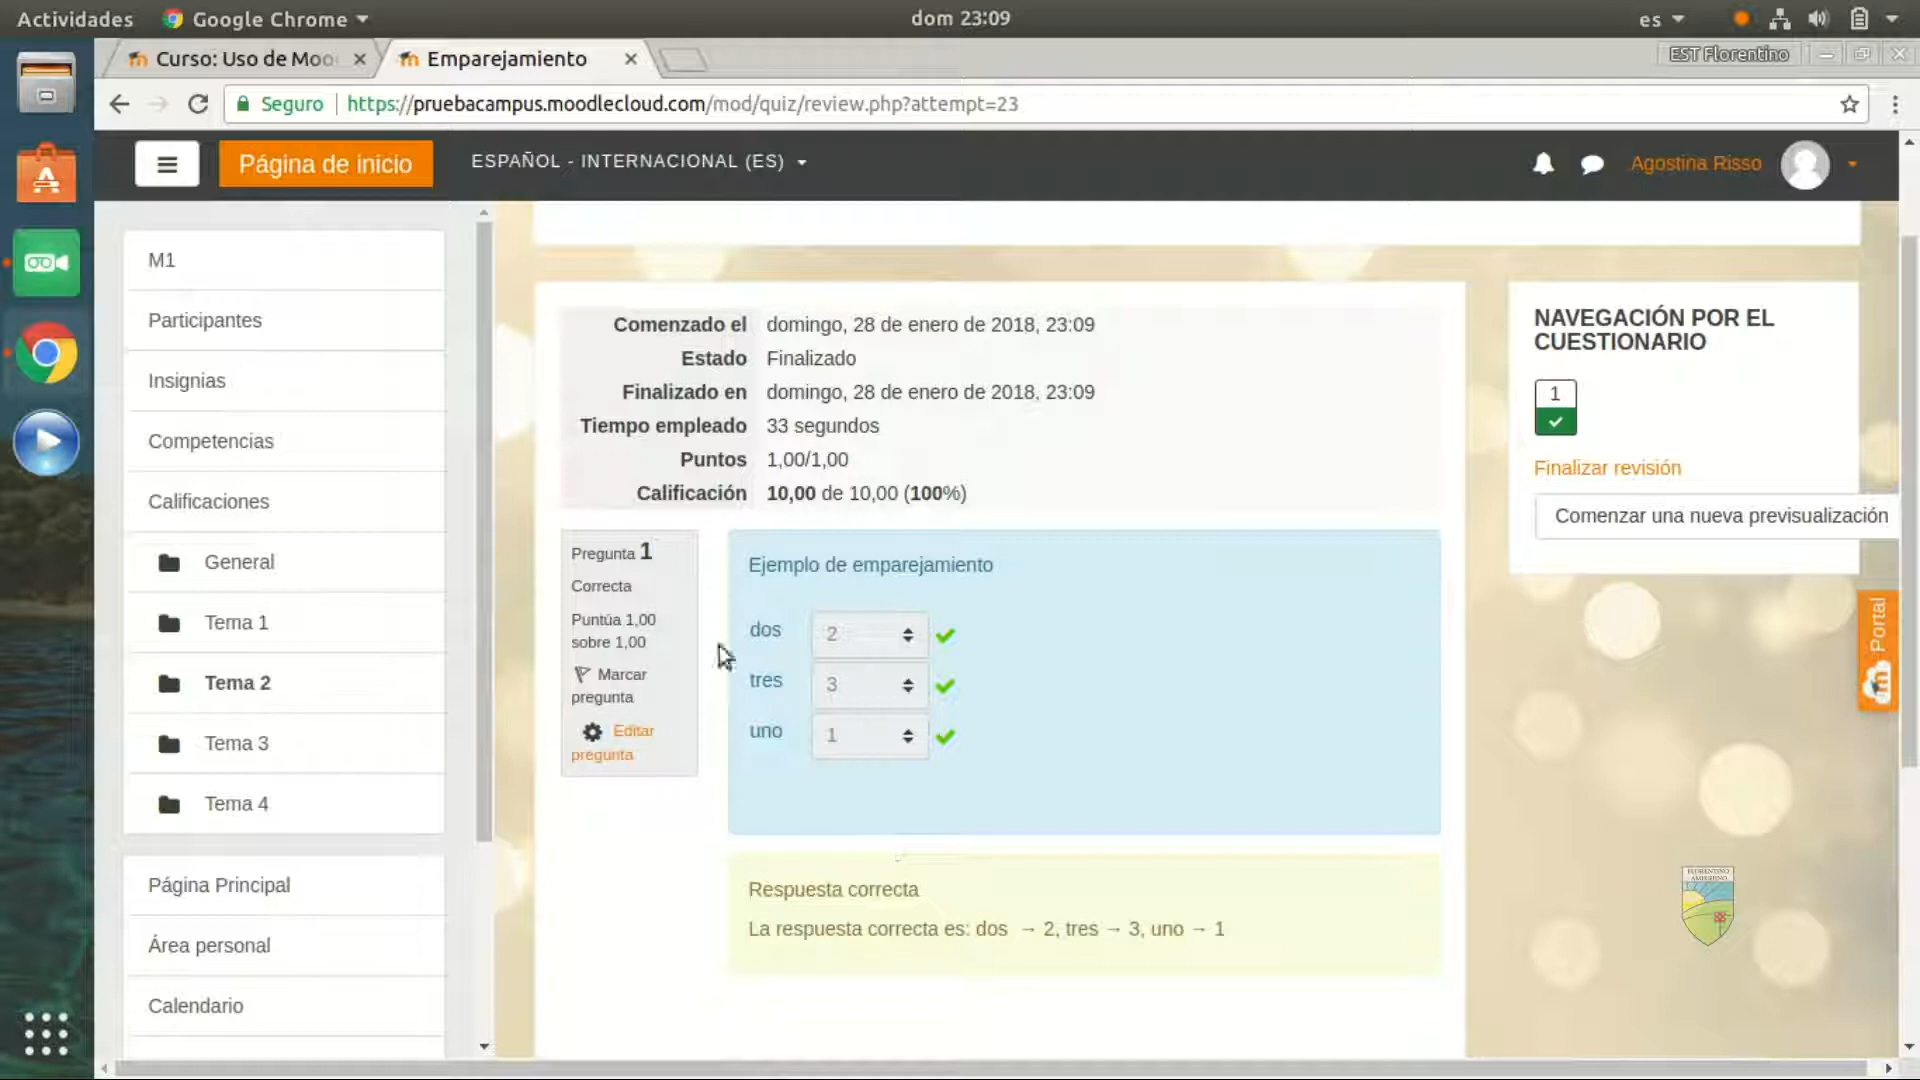 Actividades
Google Chrome
dom 23:09
es
Curso: Uso de Moo
Emparejamiento
EST Florentino
Seguro
https://pruebacampus.moodlecloud.com/mod/quiz/review.php?attempt=23
Página de inicio
ESPAÑOL - INTERNACIONAL (ES)
Agostina Risso
M1
Participantes
Insignias
Competencias
Calificaciones
General
Tema 1
Tema 2
Tema 3
Tema 4
Página Principal
Área personal
Calendario
Comenzado el domingo, 28 de enero de 2018, 23:09
Estado Finalizado
Finalizado en domingo, 28 de enero de 2018, 23:09
Tiempo empleado 33 segundos
Puntos 1,00/1,00
Calificación 10,00 de 10,00 (100%)
Pregunta 1
Correcta
Puntúa 1,00
sobre 1,00
Marcar
pregunta
Editar
pregunta
Ejemplo de emparejamiento
dos 2
tres 3
uno 1
Respuesta correcta
La respuesta correcta es: dos → 2, tres → 3, uno → 1
NAVEGACIÓN POR EL
CUESTIONARIO
1
Finalizar revisión
Comenzar una nueva previsualización
Portal
FLORENTINO
AMEGHINO